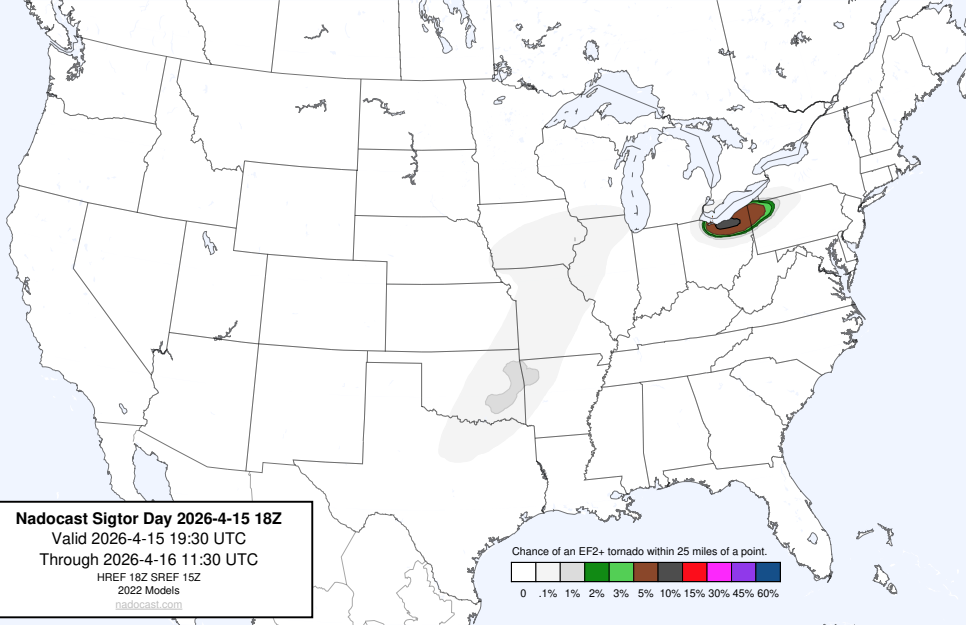 Nadocast Sigtor Day 2026-4-15 18Z
Valid 2026-4-15 19:30 UTC
Through 2026-4-16 11:30 UTC
HREF 18Z SREF 15Z
2022 Models
nadocast.com
Chance of an EF2+ tornado within 25 miles of a point.
0 .1% 1% 2% 3% 5% 10% 15% 30% 45% 60%